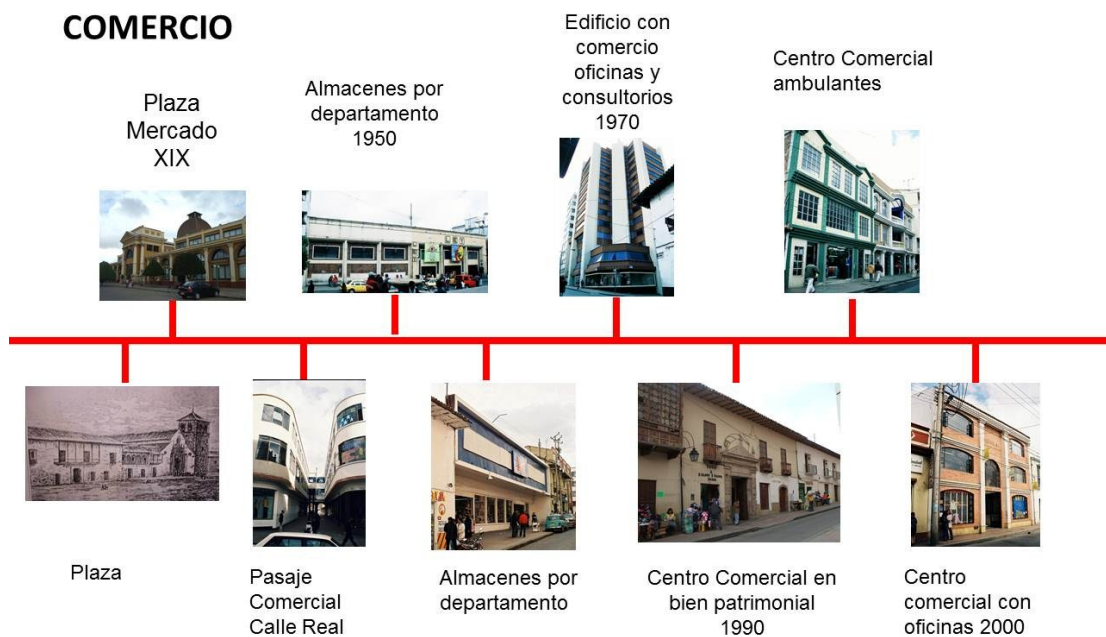 COMERCIO
Plaza
Mercado
XIX
Almacenes por
departamento
1950
Edificio con
comercio
oficinas y
consultorios
1970
Centro Comercial
ambulantes
Plaza
Pasaje
Comercial
Calle Real
Almacenes por
departamento
Centro Comercial en
bien patrimonial
1990
Centro
comercial con
oficinas 2000